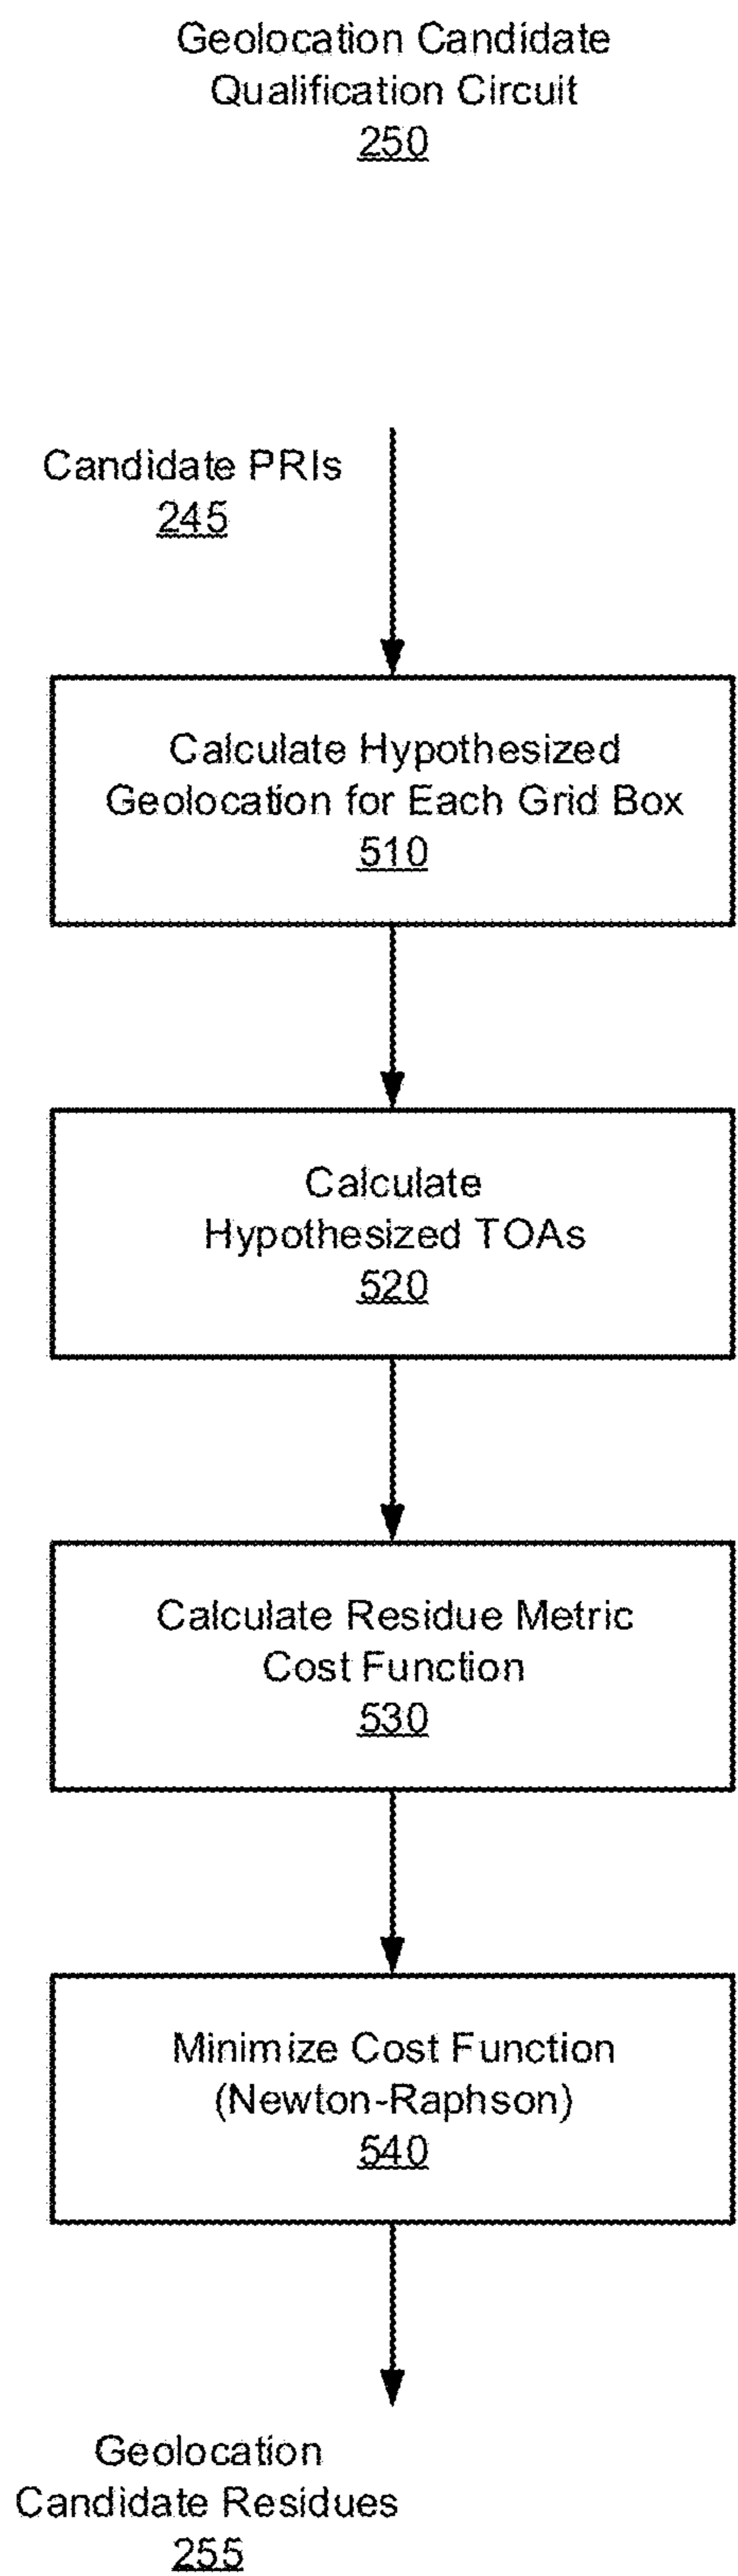 Geolocation Candidate
Qualification Circuit
250
Candidate PRIs
245
Calculate Hypothesized
Geolocation for Each Grid Box
510
Calculate
Hypothesized TOAs
520
Calculate Residue Metric
Cost Function
530
Minimize Cost Function
(Newton-Raphson)
540
Geolocation
Candidate Residues
255